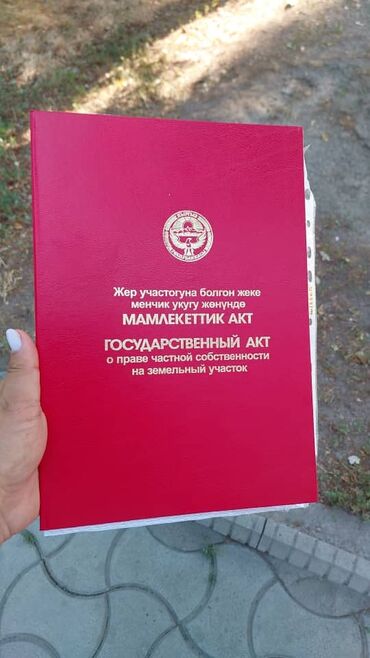 Жер участогуна болгон жеке
менчик укугу жөнүндө
МАМЛЕКЕТТИК АКТ
ГОСУДАРСТВЕННЫЙ АКТ
о праве частной собственности
на земельный участок